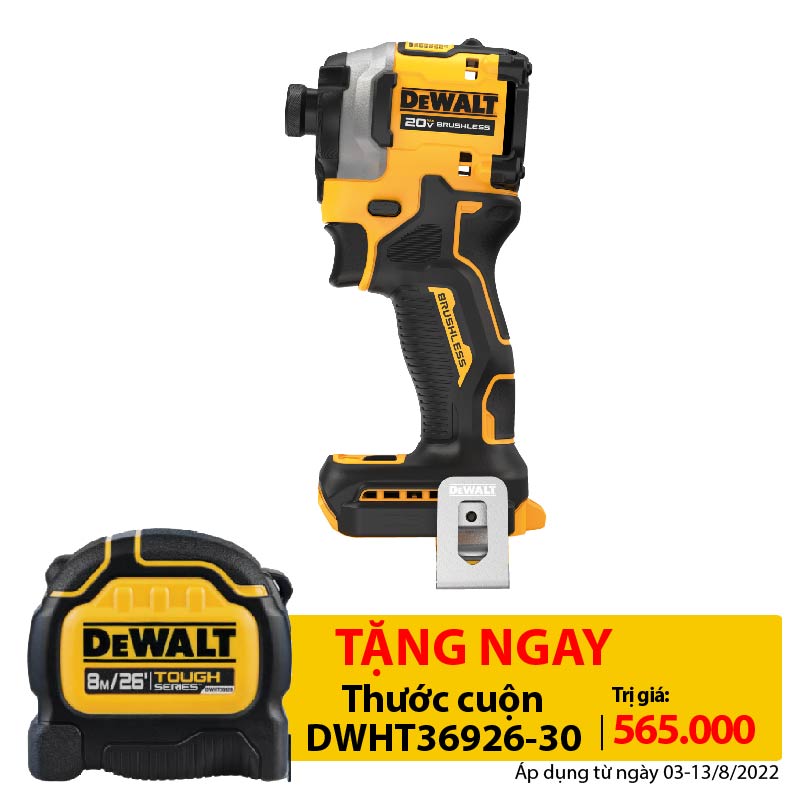 DEWALT
20V MAX BRUSHLESS
BRUSHLESS
DEWALT
DEWALT
8M/26' TOUGH SERIES
TẶNG NGAY
Thước cuộn
DWHT36926-30
Trị giá:
565.000
Áp dụng từ ngày 03-13/8/2022